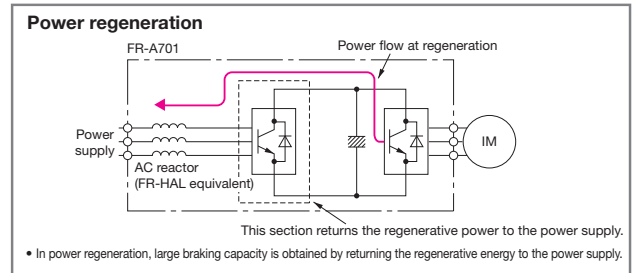 Power regeneration
FR-A701
Power flow at regeneration
Power
supply
AC reactor
(FR-HAL equivalent)
IM
This section returns the regenerative power to the power supply.
• In power regeneration, large braking capacity is obtained by returning the regenerative energy to the power supply.